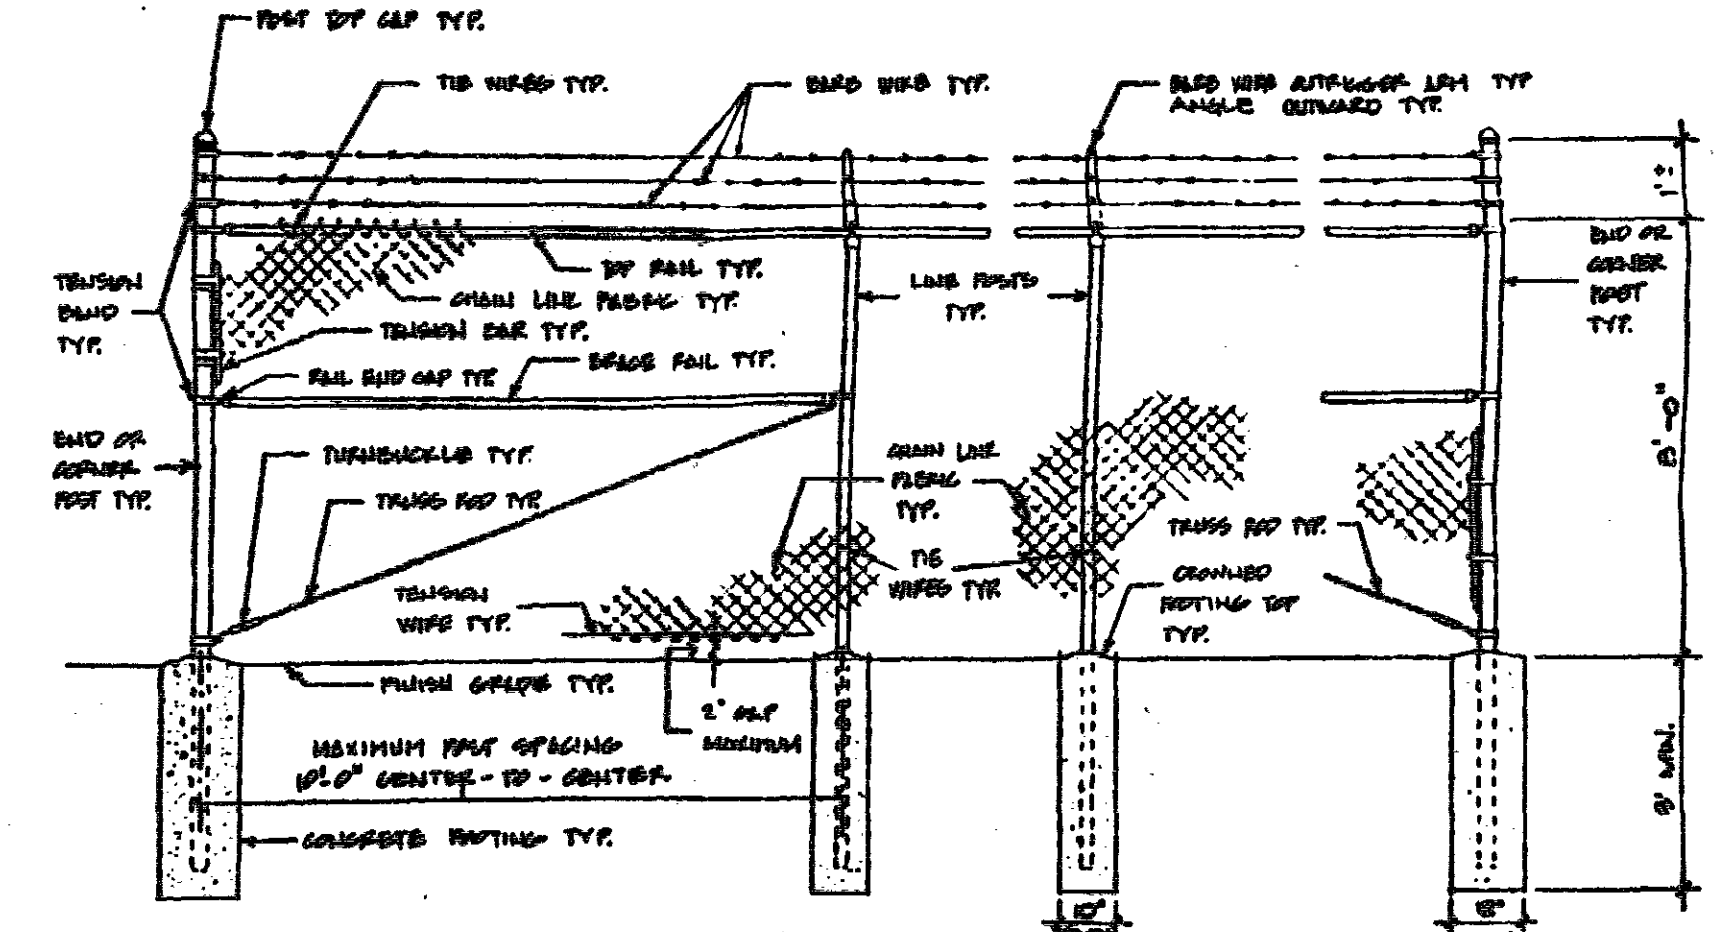 POST TOP CAP TYP.
TIE WIRES TYP.
BARB WIRE TYP.
BARB WIRE OUTRIGGER ARM TYP
ANGLE OUTWARD TYP.
1'±
TENSION
BAND
TYP.
TOP RAIL TYP.
CHAIN LINK FABRIC TYP.
TENSION BAR TYP.
RAIL END CAP TYP.
BRACE RAIL TYP.
LINE POSTS
TYP.
END OR
CORNER
POST
TYP.
8'-0"
END OR
CORNER
POST TYP.
TURNBUCKLE TYP.
TRUSS ROD TYP.
CHAIN LINK
FABRIC
TYP.
TIE
WIRES TYP.
TRUSS ROD TYP.
TENSION
WIRE TYP.
CROWNED
FOOTING TOP
TYP.
FINISH GRADE TYP.
2" GAP
MAXIMUM
MAXIMUM POST SPACING
10'-0" CENTER-TO-CENTER
3' MIN.
CONCRETE FOOTING TYP.
10"